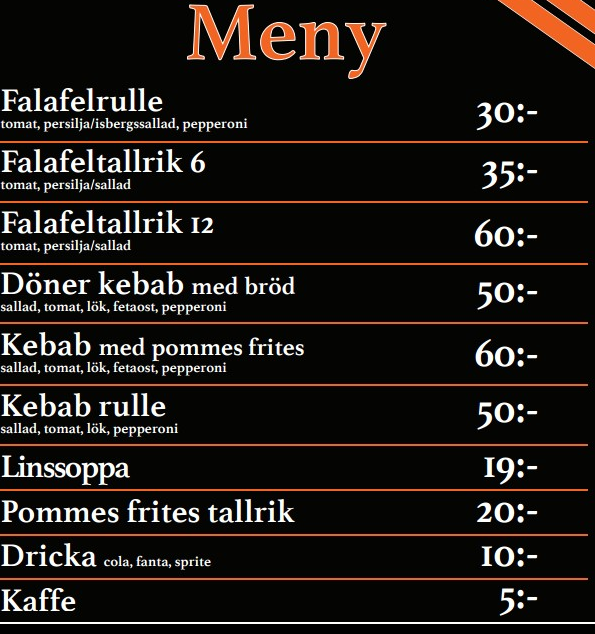 Meny
Falafelrulle 30:-
tomat, persilja/isbergssallad, pepperoni
Falafeltallrik 6 35:-
tomat, persilja/sallad
Falafeltallrik 12 60:-
tomat, persilja/sallad
Döner kebab med bröd 50:-
sallad, tomat, lök, fetaost, pepperoni
Kebab med pommes frites 60:-
sallad, tomat, lök, fetaost, pepperoni
Kebab rulle 50:-
sallad, tomat, lök, pepperoni
Linssoppa 19:-
Pommes frites tallrik 20:-
Dricka cola, fanta, sprite 10:-
Kaffe 5:-